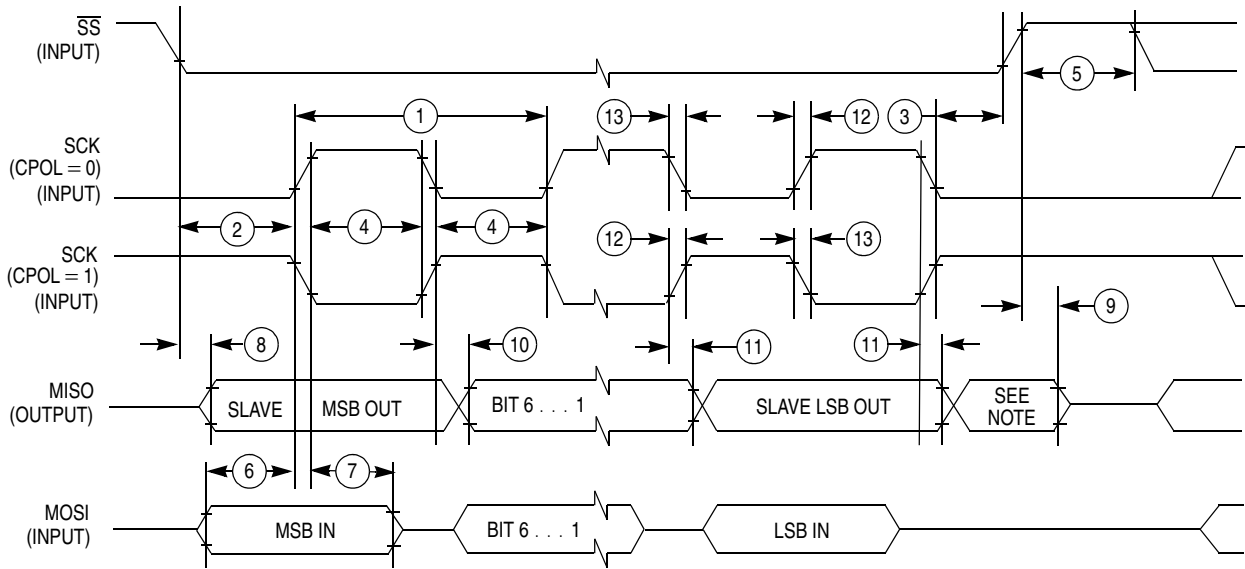 SS
(INPUT)
5
1
13
12
3
SCK
(CPOL = 0)
(INPUT)
2
4
4
12
13
SCK
(CPOL = 1)
(INPUT)
9
8
10
11
11
MISO
(OUTPUT)
SLAVE MSB OUT
BIT 6 . . . 1
SLAVE LSB OUT
SEE
NOTE
6
7
MOSI
(INPUT)
MSB IN
BIT 6 . . . 1
LSB IN